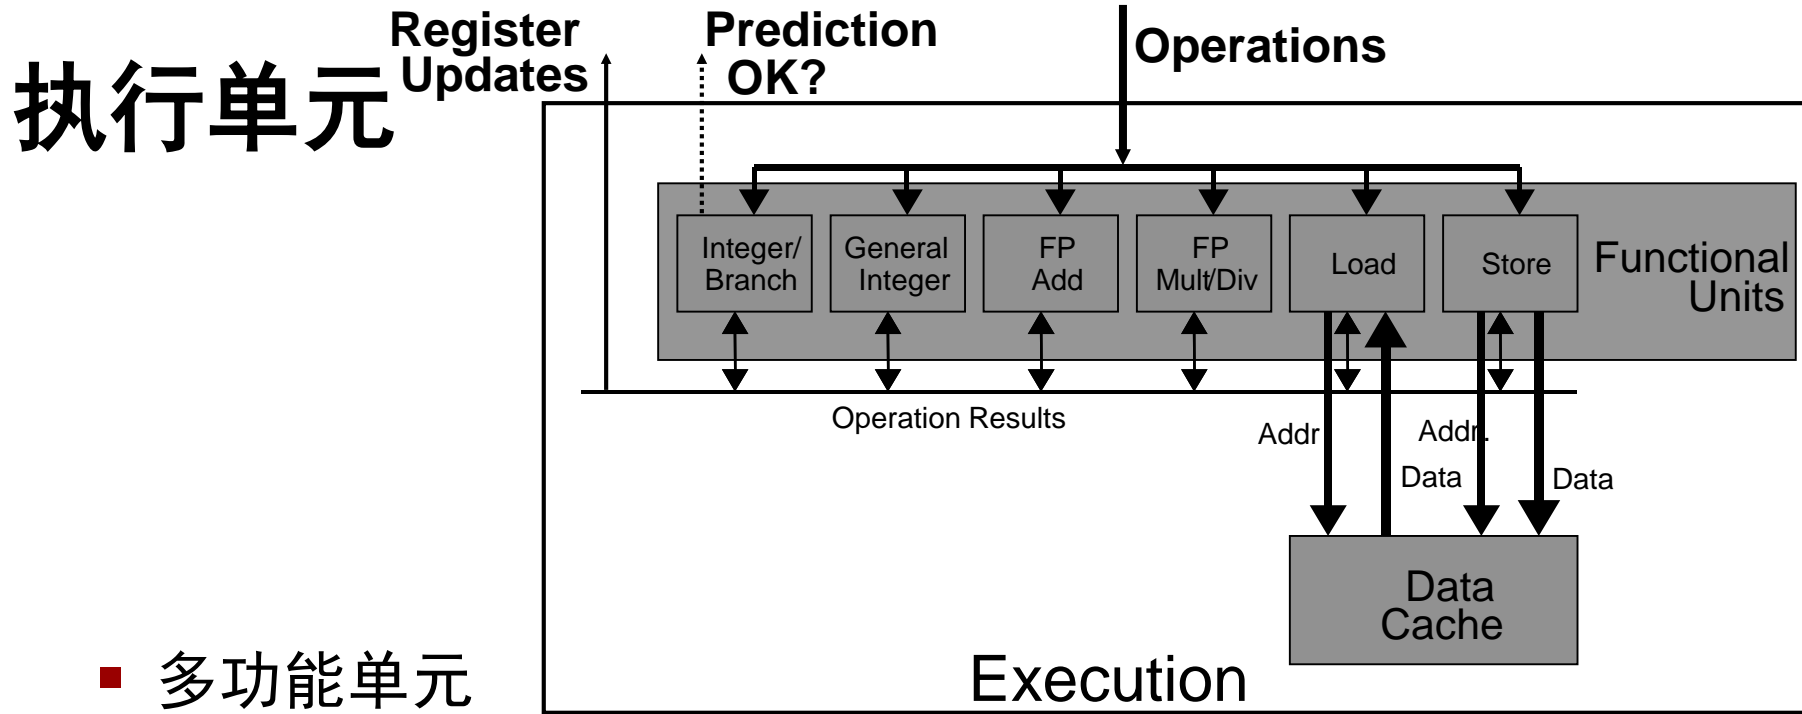 执行单元
Register
Updates
Prediction
OK?
Operations
Integer/
Branch
General
Integer
FP
Add
FP
Mult/Div
Load
Store
Functional
Units
Operation Results
Addr
Addr.
Data
Data
Data
Cache
Execution
多功能单元